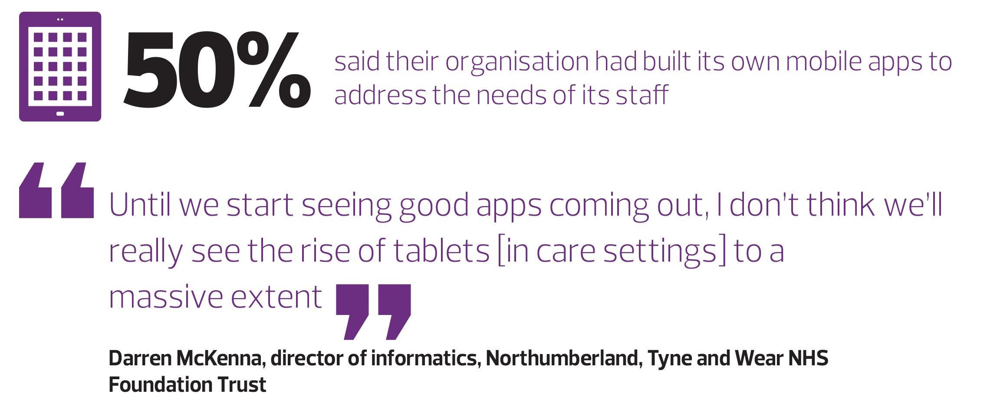 50%
said their organisation had built its own mobile apps to
address the needs of its staff
“Until we start seeing good apps coming out, I don’t think we’ll
really see the rise of tablets [in care settings] to a
massive extent”
Darren McKenna, director of informatics, Northumberland, Tyne and Wear NHS
Foundation Trust